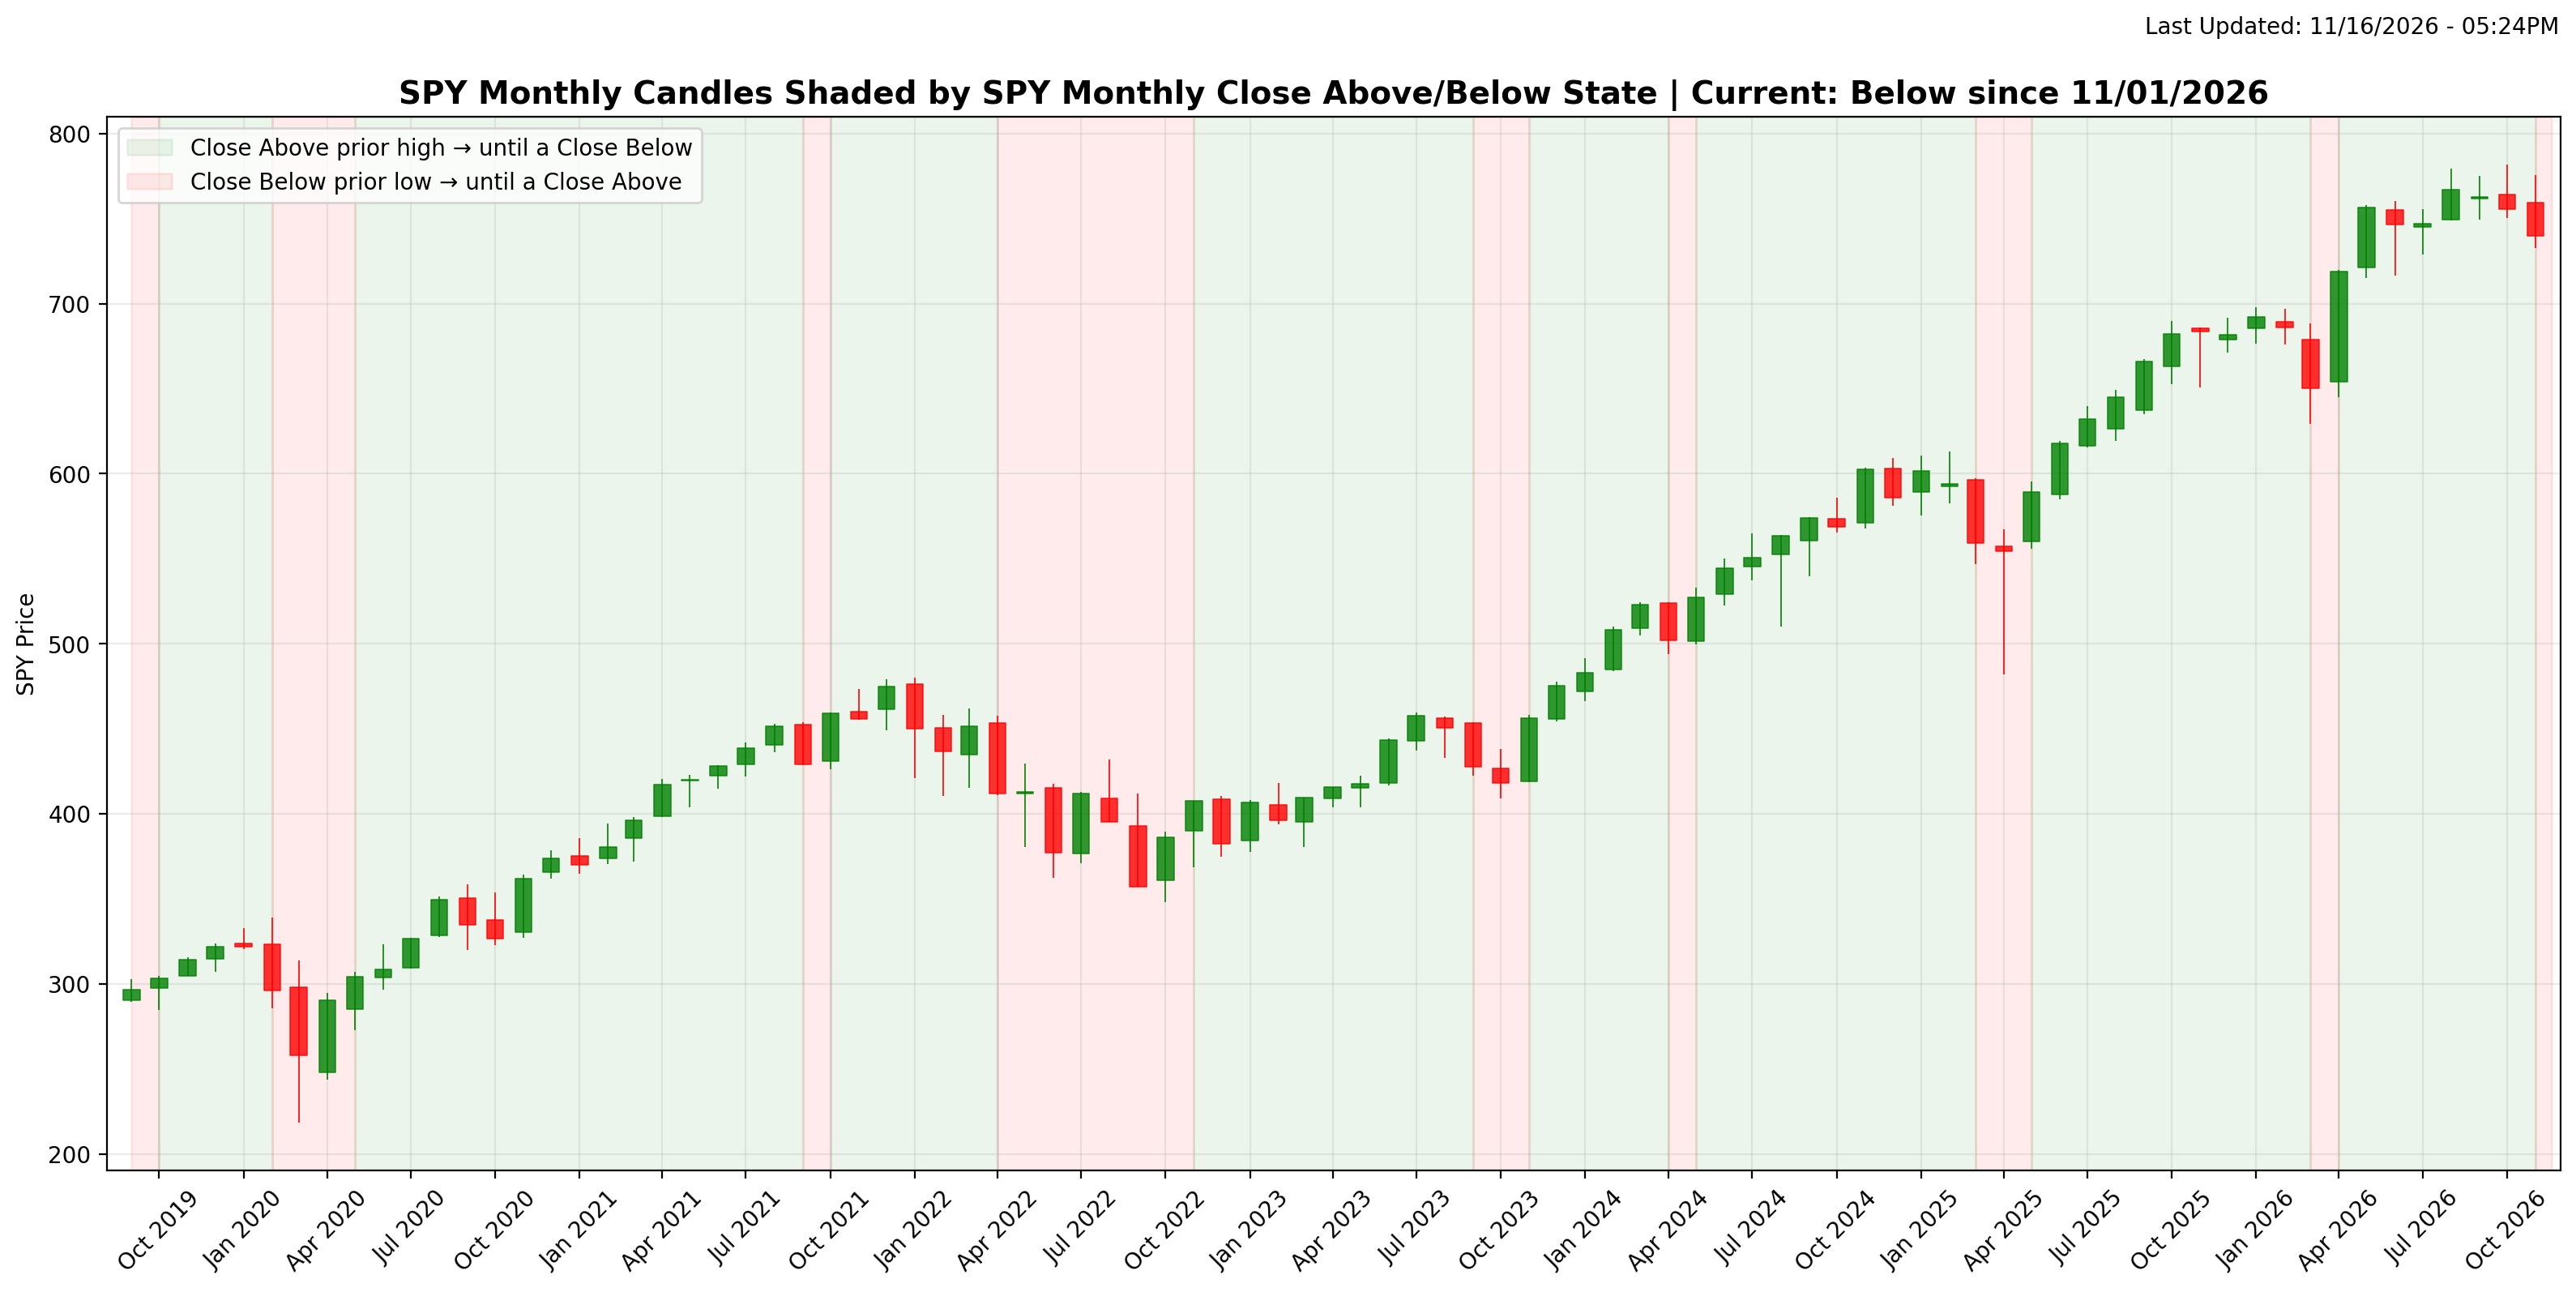 Last Updated: 11/16/2026 - 05:24PM
SPY Monthly Candles Shaded by SPY Monthly Close Above/Below State | Current: Below since 11/01/2026
Close Above prior high → until a Close Below
Close Below prior low → until a Close Above
800
700
600
500
400
300
200
SPY Price
Oct 2019
Jan 2020
Apr 2020
Jul 2020
Oct 2020
Jan 2021
Apr 2021
Jul 2021
Oct 2021
Jan 2022
Apr 2022
Jul 2022
Oct 2022
Jan 2023
Apr 2023
Jul 2023
Oct 2023
Jan 2024
Apr 2024
Jul 2024
Oct 2024
Jan 2025
Apr 2025
Jul 2025
Oct 2025
Jan 2026
Apr 2026
Jul 2026
Oct 2026